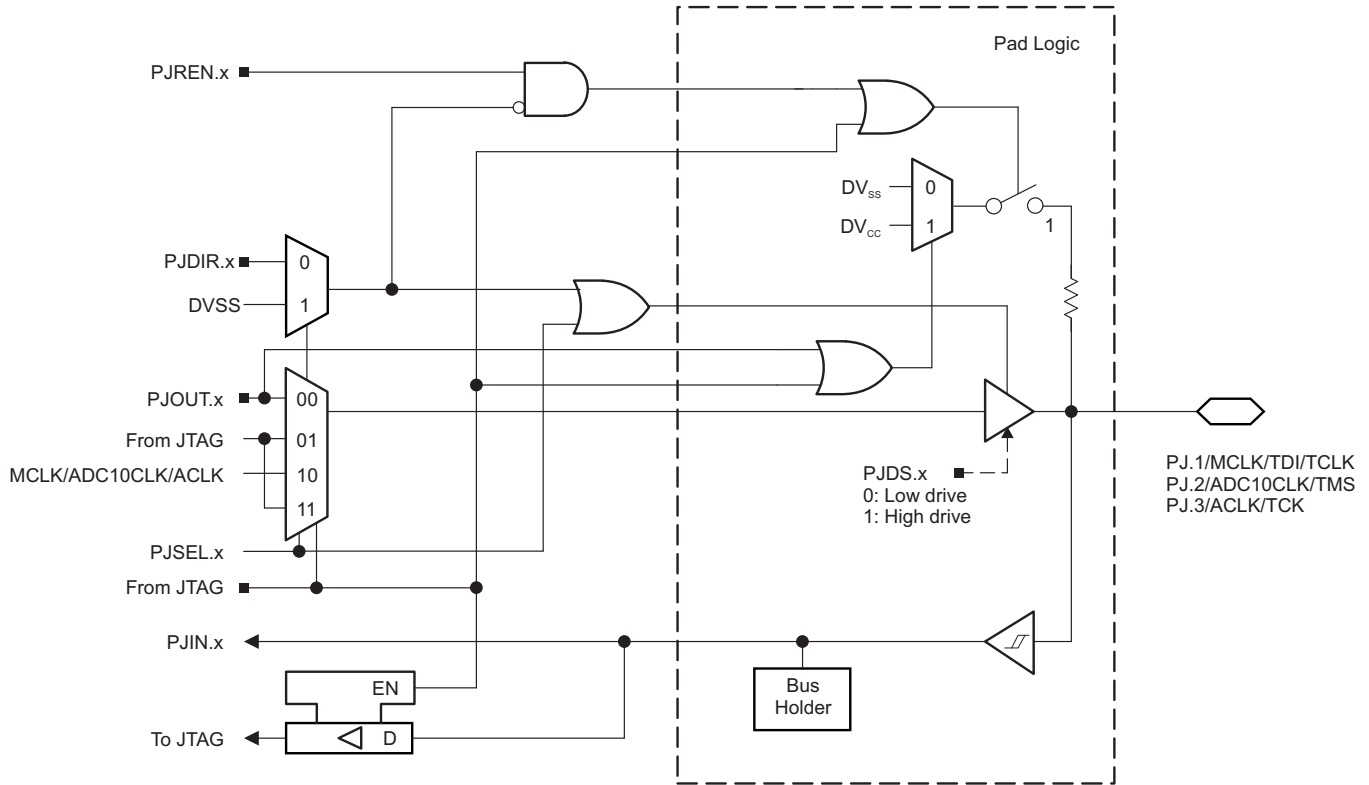 Pad Logic
PJREN.x
DVSS
0
DVCC
1
1
PJDIR.x
0
DVSS
1
PJOUT.x
00
From JTAG
01
MCLK/ADC10CLK/ACLK
10
11
PJDS.x
0: Low drive
1: High drive
PJ.1/MCLK/TDI/TCLK
PJ.2/ADC10CLK/TMS
PJ.3/ACLK/TCK
PJSEL.x
From JTAG
PJIN.x
Bus
Holder
EN
To JTAG
D